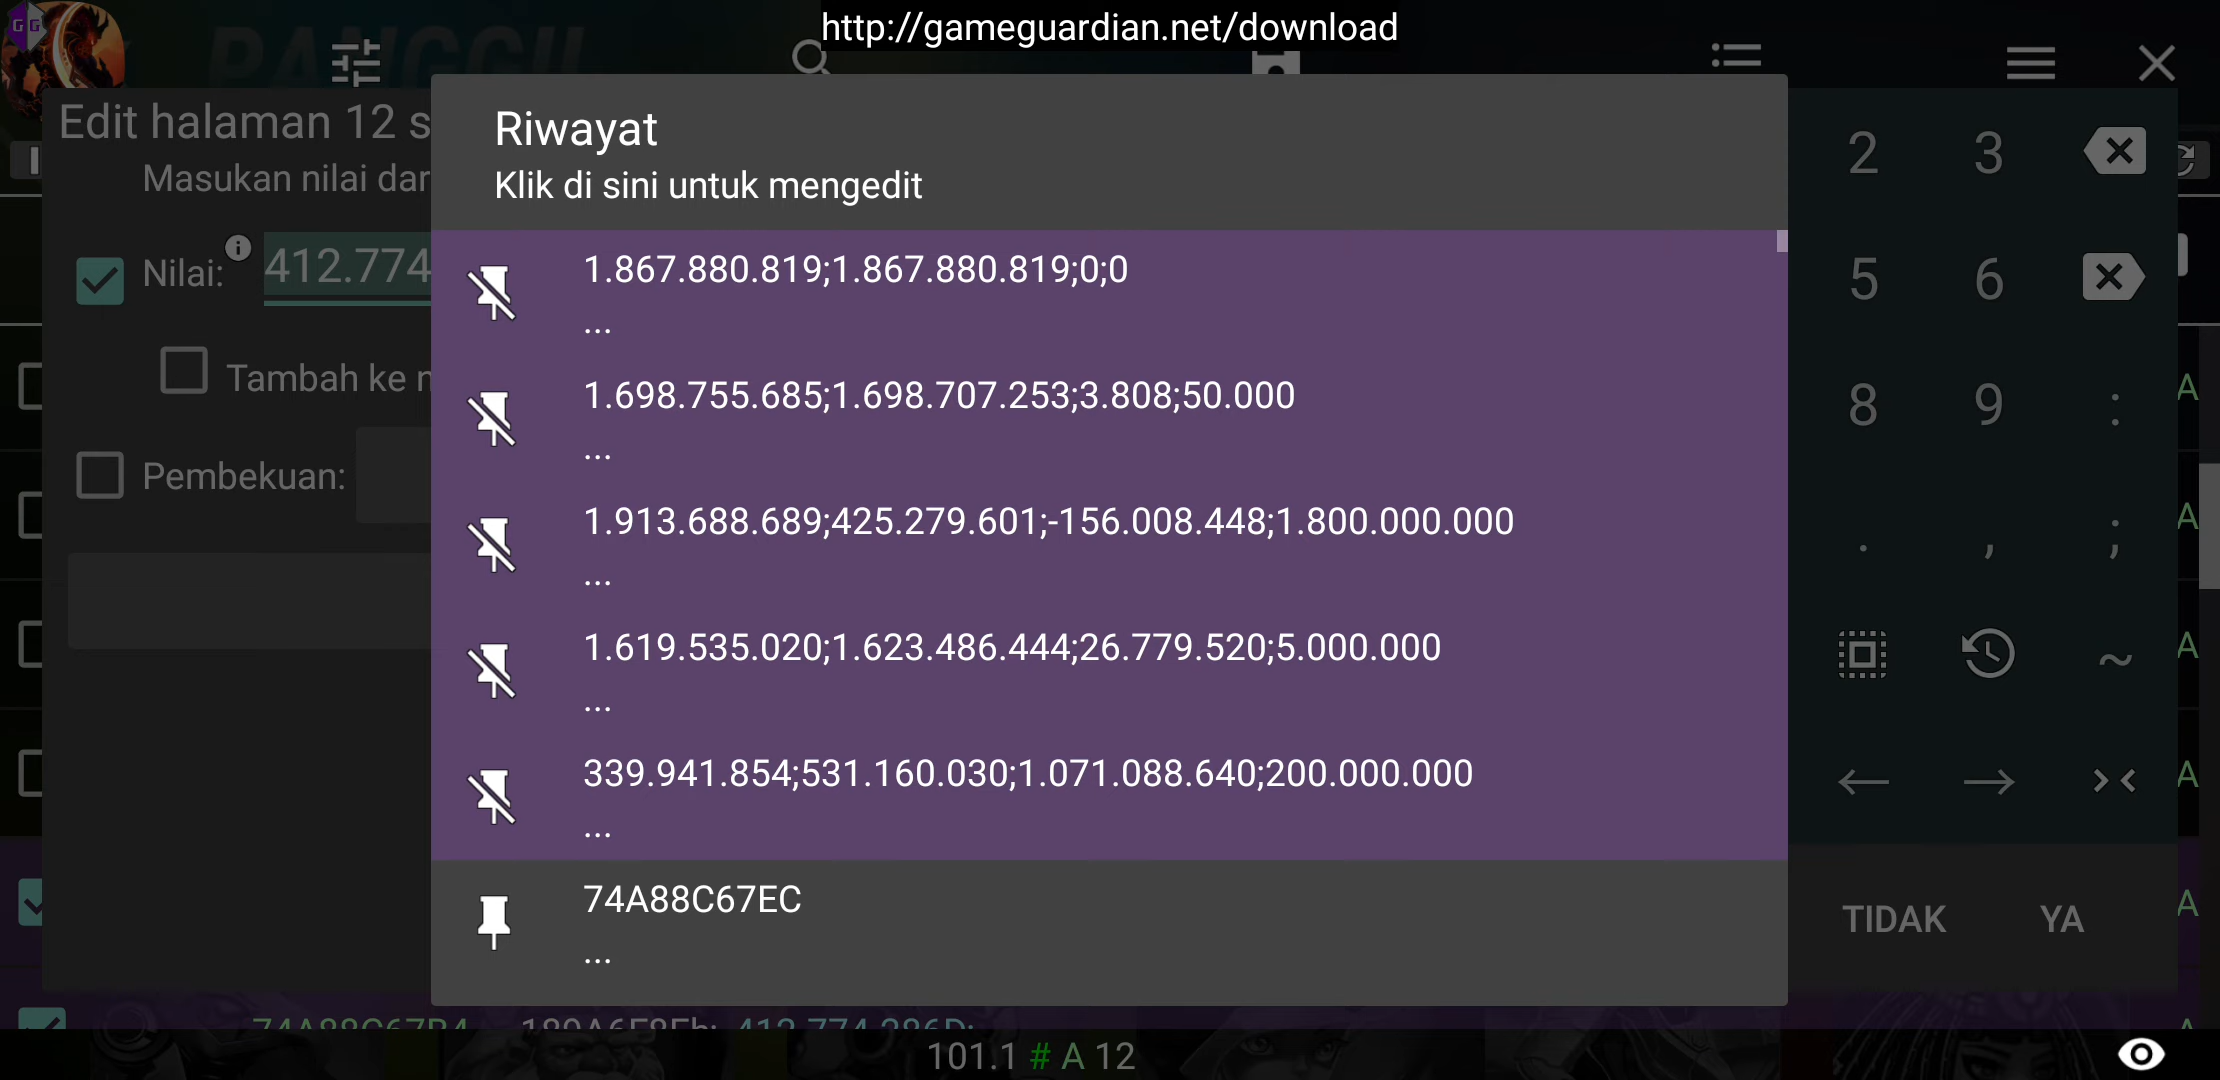 http://gameguardian.net/download
PANGGIL
Edit halaman 12 s
Masukan nilai dar
Nilai:
412.774
Tambah ke n
Pembekuan:
Riwayat
Klik di sini untuk mengedit
1.867.880.819;1.867.880.819;0;0
...
1.698.755.685;1.698.707.253;3.808;50.000
...
1.913.688.689;425.279.601;-156.008.448;1.800.000.000
...
1.619.535.020;1.623.486.444;26.779.520;5.000.000
...
339.941.854;531.160.030;1.071.088.640;200.000.000
...
74A88C67EC
...
2 3
5 6
8 9 :
. , ;
~
← → ><
TIDAK YA
A
A
A
A
A
101.1 # A 12